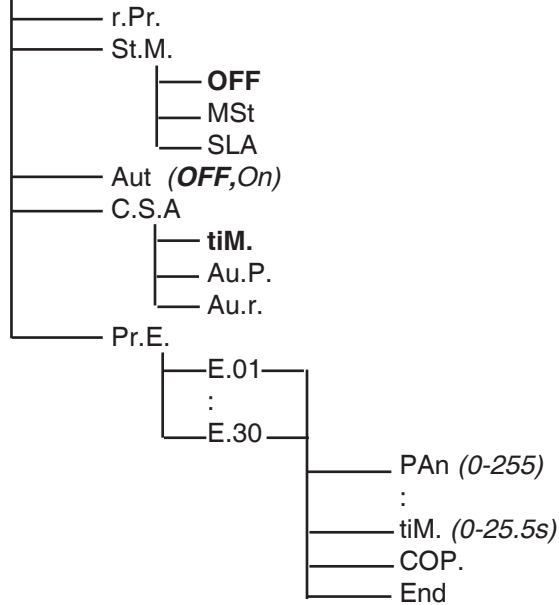 r.Pr.
St.M.
OFF
MSt
SLA
Aut (OFF,On)
C.S.A
tiM.
Au.P.
Au.r.
Pr.E.
E.01
:
E.30
PAn (0-255)
:
tiM. (0-25.5s)
COP.
End